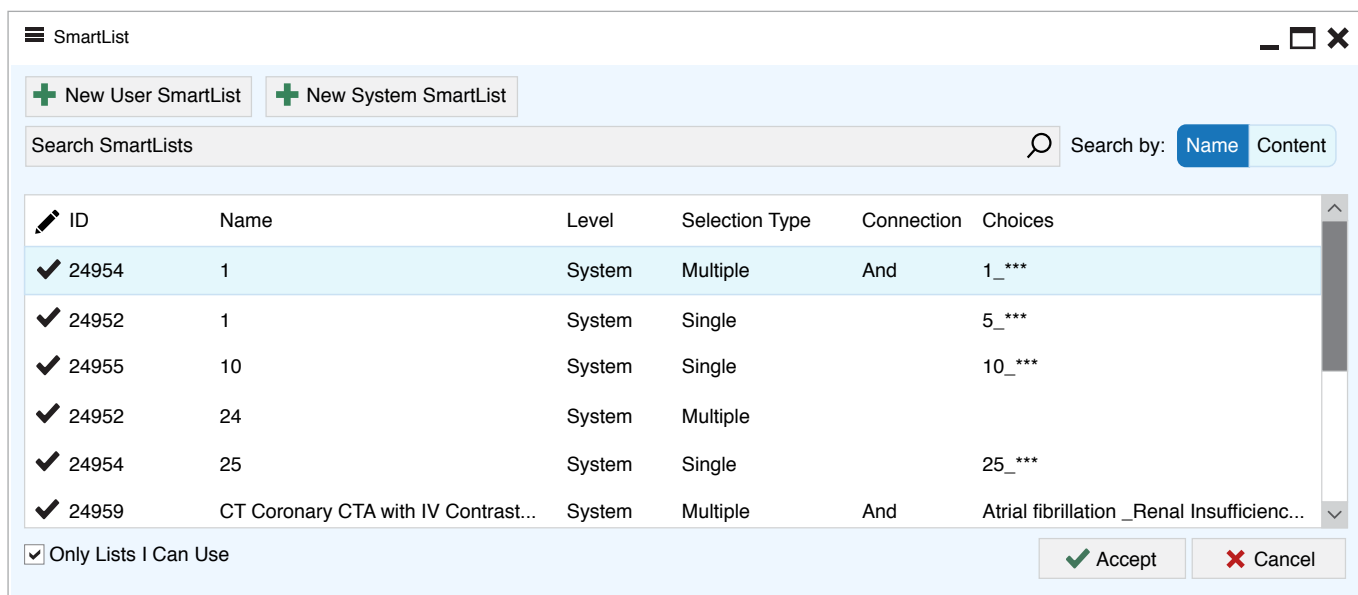 SmartList
New User SmartList New System SmartList
Search SmartLists Search by: Name Content
ID Name Level Selection Type Connection Choices
24954 1 System Multiple And 1_***
24952 1 System Single 5_***
24955 10 System Single 10_***
24952 24 System Multiple
24954 25 System Single 25_***
24959 CT Coronary CTA with IV Contrast... System Multiple And Atrial fibrillation _Renal Insufficienc...
Only Lists I Can Use Accept Cancel